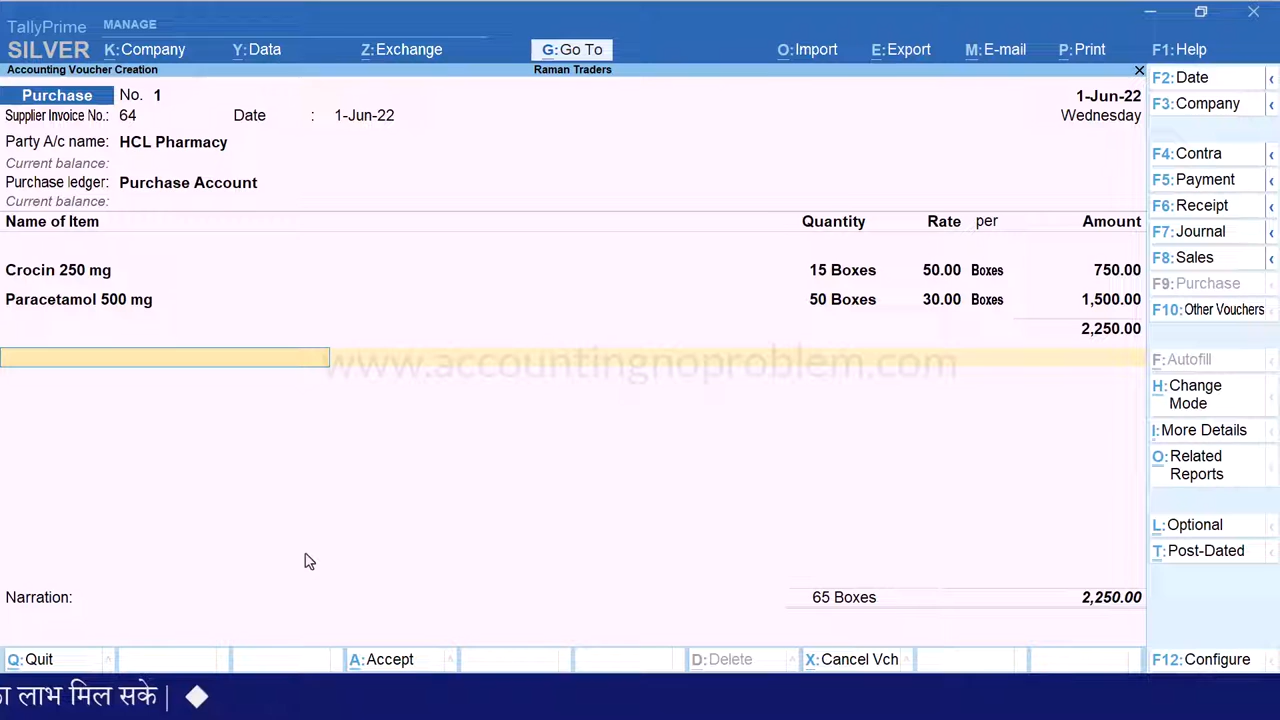 TallyPrime MANAGE
SILVER K:Company Y:Data Z:Exchange G:Go To O:Import E:Export M:E-mail P:Print F1:Help
Accounting Voucher Creation Raman Traders
Purchase No. 1 1-Jun-22
Supplier Invoice No.: 64 Date : 1-Jun-22 Wednesday
Party A/c name: HCL Pharmacy
Current balance:
Purchase ledger: Purchase Account
Current balance:
Name of Item Quantity Rate per Amount
Crocin 250 mg 15 Boxes 50.00 Boxes 750.00
Paracetamol 500 mg 50 Boxes 30.00 Boxes 1,500.00
2,250.00
www.accountingnoproblem.com
Narration: 65 Boxes 2,250.00
F2:Date
F3:Company
F4:Contra
F5:Payment
F6:Receipt
F7:Journal
F8:Sales
F9:Purchase
F10:Other Vouchers
F:Autofill
H:Change
Mode
I:More Details
O:Related
Reports
L:Optional
T:Post-Dated
Q:Quit A:Accept D:Delete X:Cancel Vch F12:Configure
लाभ मिल सके |